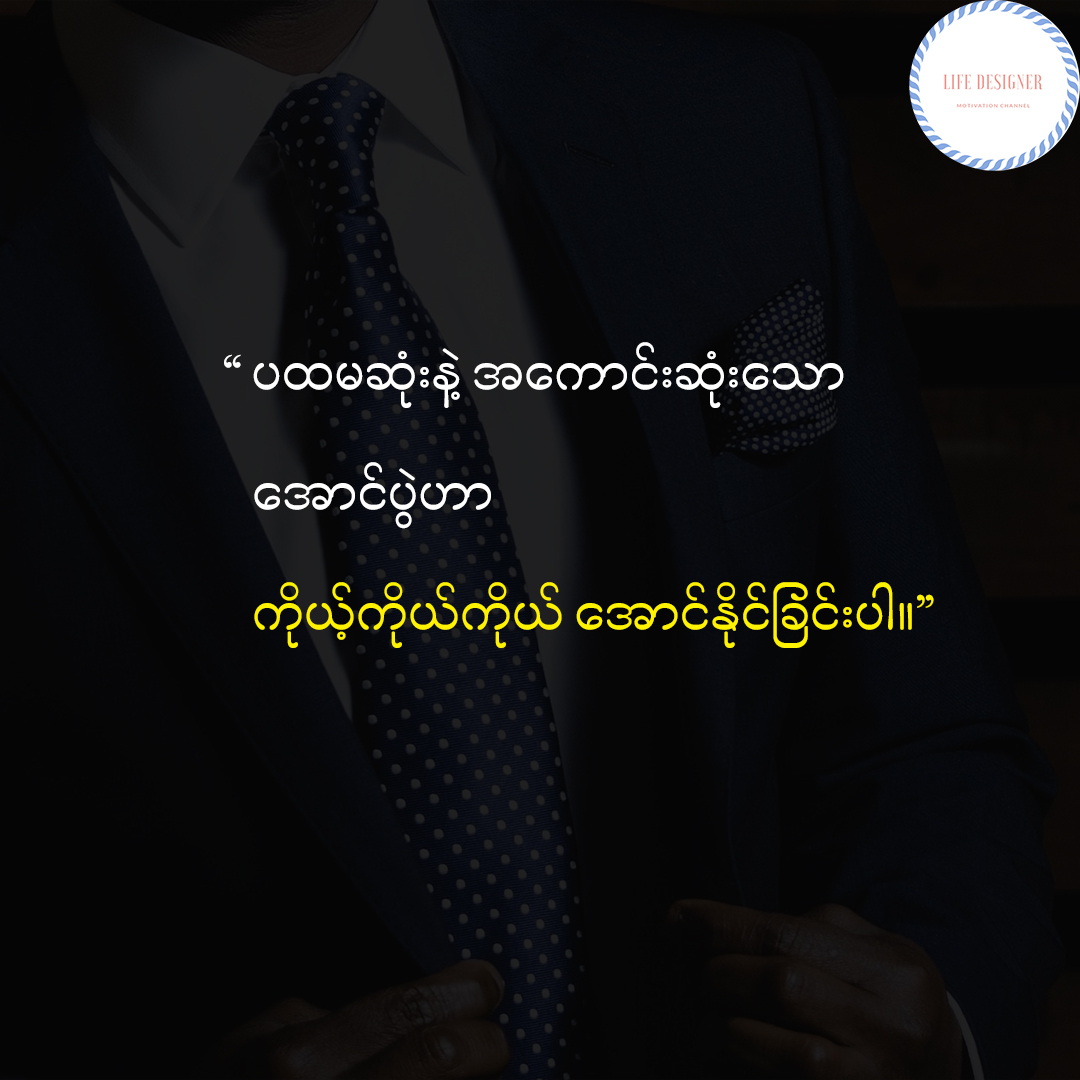 LIFE DESIGNER
MOTIVATION CHANNEL
“ ပထမဆုံးနဲ့ အကောင်းဆုံးသော
အောင်ပွဲဟာ
ကိုယ့်ကိုယ်ကိုယ် အောင်နိုင်ခြင်းပါ။”